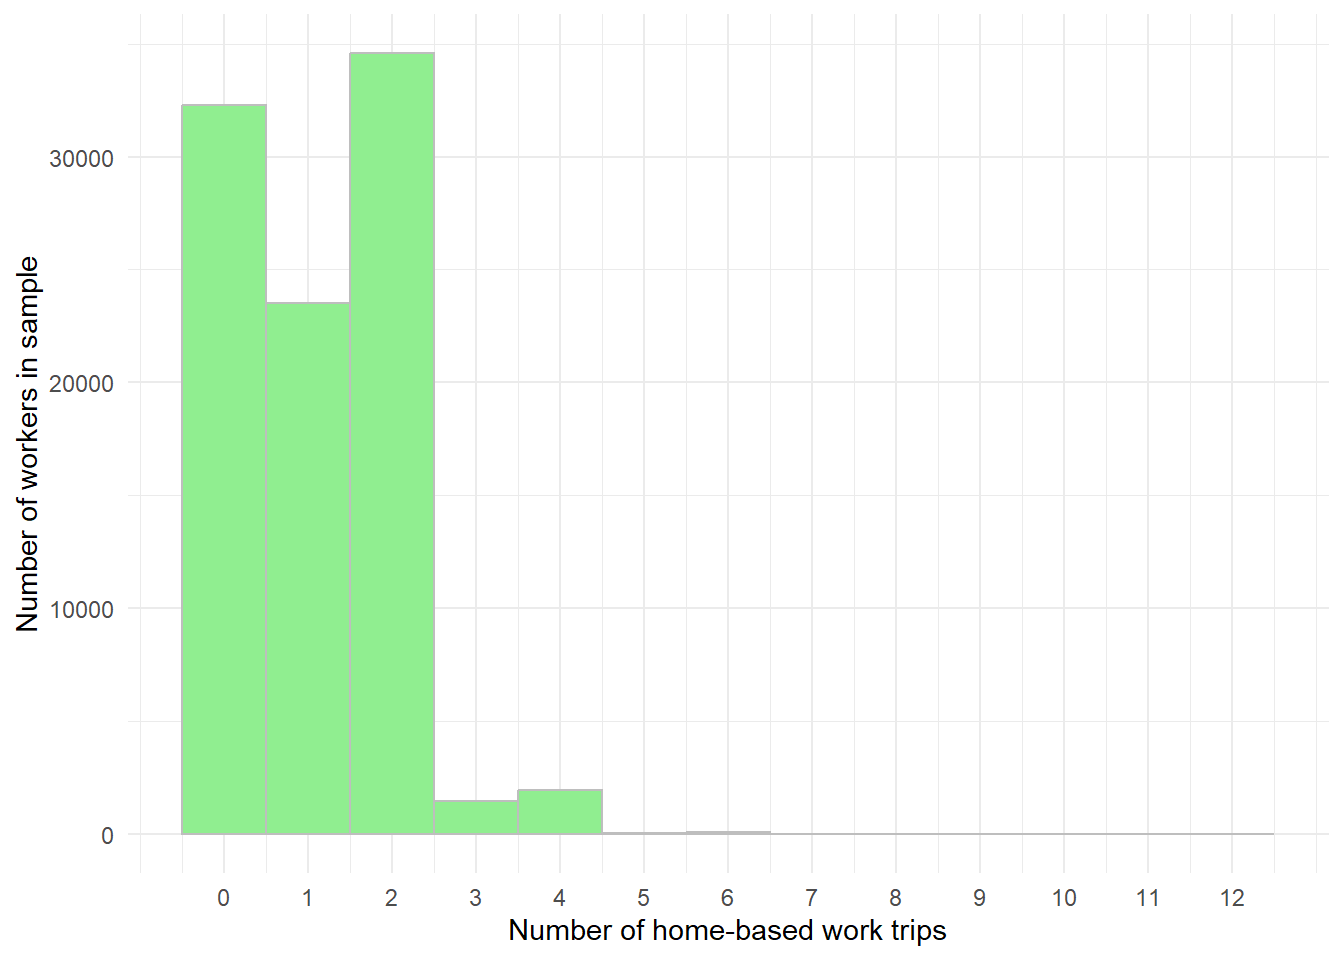 Number of workers in sample
30000
20000
10000
0
0 1 2 3 4 5 6 7 8 9 10 11 12
Number of home-based work trips